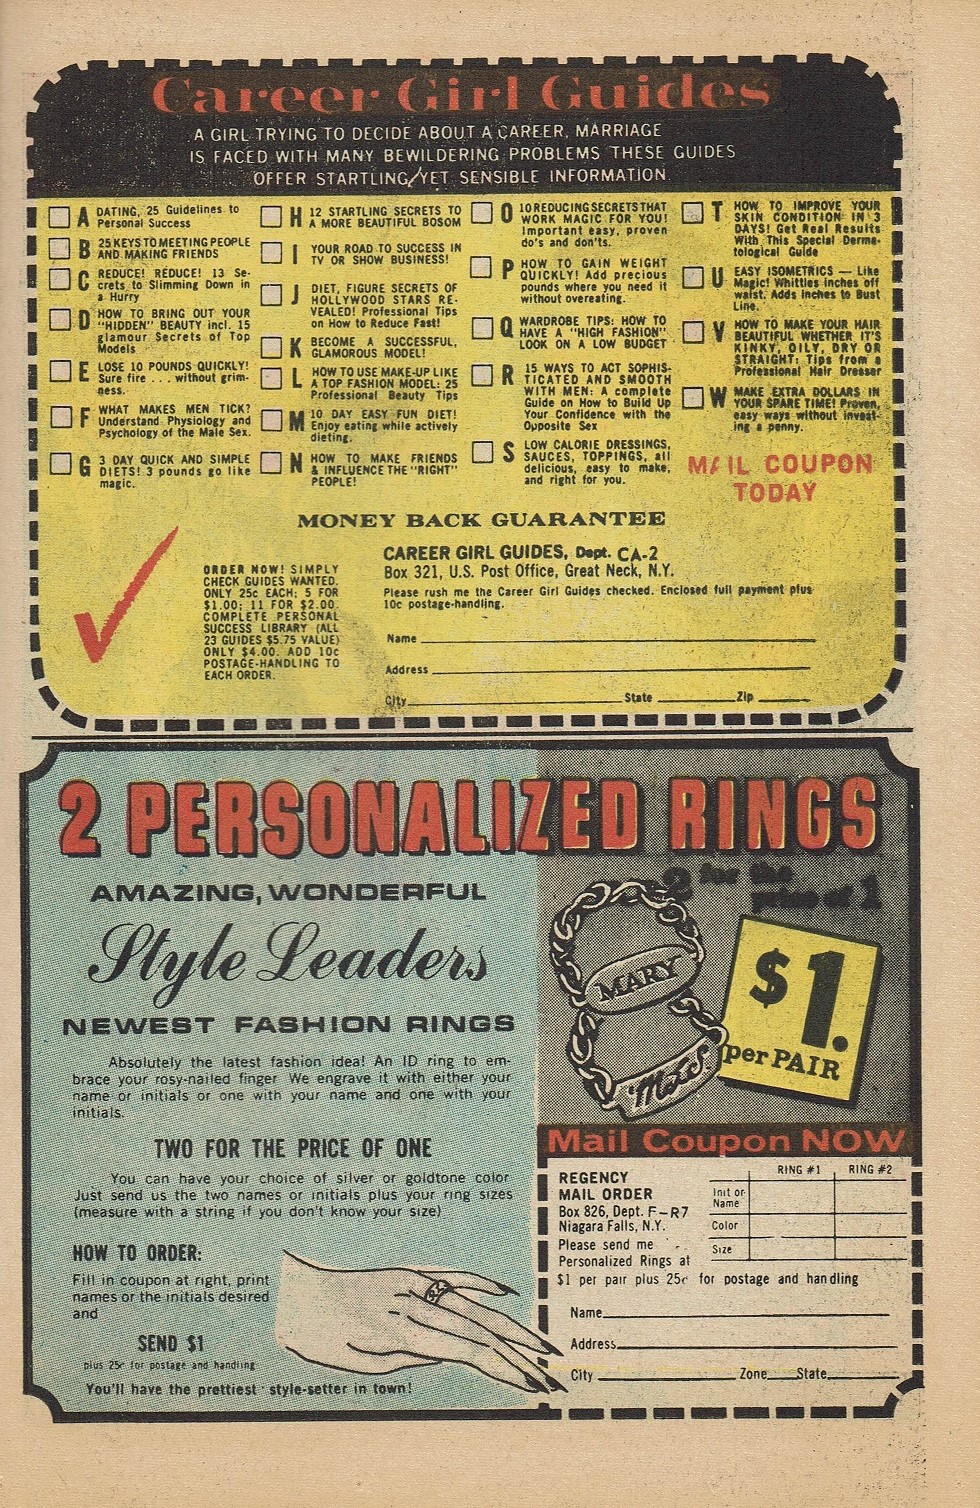 Career Girl Guides
A GIRL TRYING TO DECIDE ABOUT A CAREER, MARRIAGE
IS FACED WITH MANY BEWILDERING PROBLEMS THESE GUIDES
OFFER STARTLING, YET SENSIBLE INFORMATION
A DATING, 25 Guidelines to
Personal Success
B 25 KEYS TO MEETING PEOPLE
AND MAKING FRIENDS
C REDUCE! REDUCE! 13 Se-
crets to Slimming Down in
a Hurry
D HOW TO BRING OUT YOUR
"HIDDEN" BEAUTY incl. 15
glamour Secrets of Top
Models
E LOSE 10 POUNDS QUICKLY!
Sure fire . . . without grim-
ness.
F WHAT MAKES MEN TICK?
Understand Physiology and
Psychology of the Male Sex.
G 3 DAY QUICK AND SIMPLE
DIETS! 3 pounds go like
magic.
H 12 STARTLING SECRETS TO
A MORE BEAUTIFUL BOSOM
I YOUR ROAD TO SUCCESS IN
TV OR SHOW BUSINESS!
J DIET, FIGURE SECRETS OF
HOLLYWOOD STARS RE-
VEALED! Professional Tips
on How to Reduce Fast!
K BECOME A SUCCESSFUL,
GLAMOROUS MODEL!
L HOW TO USE MAKE-UP LIKE
A TOP FASHION MODEL: 25
Professional Beauty Tips
M 10 DAY EASY FUN DIET!
Enjoy eating while actively
dieting.
N HOW TO MAKE FRIENDS
& INFLUENCE THE "RIGHT"
PEOPLE!
O 10 REDUCING SECRETS THAT
WORK MAGIC FOR YOU!
Important easy, proven
do's and don'ts.
P HOW TO GAIN WEIGHT
QUICKLY! Add precious
pounds where you need it
without overeating.
Q WARDROBE TIPS: HOW TO
HAVE A "HIGH FASHION"
LOOK ON A LOW BUDGET
R 15 WAYS TO ACT SOPHIS-
TICATED AND SMOOTH
WITH MEN: A complete
Guide on How to Build Up
Your Confidence with the
Opposite Sex
S LOW CALORIE DRESSINGS,
SAUCES, TOPPINGS, all
delicious, easy to make,
and right for you.
T HOW TO IMPROVE YOUR
SKIN CONDITION IN 3
DAYS! Get Real Results
With This Special Derma-
tological Guide
U EASY ISOMETRICS — Like
Magic! Whittles inches off
waist. Adds inches to Bust
Line.
V HOW TO MAKE YOUR HAIR
BEAUTIFUL WHETHER IT'S
KINKY, OILY, DRY OR
STRAIGHT: Tips from a
Professional Hair Dresser
W MAKE EXTRA DOLLARS IN
YOUR SPARE TIME! Proven,
easy ways without invest-
ing a penny.
MAIL COUPON
TODAY
MONEY BACK GUARANTEE
ORDER NOW! SIMPLY
CHECK GUIDES WANTED.
ONLY 25c EACH; 5 FOR
$1.00; 11 FOR $2.00.
COMPLETE PERSONAL
SUCCESS LIBRARY (ALL
23 GUIDES $5.75 VALUE)
ONLY $4.00. ADD 10c
POSTAGE-HANDLING TO
EACH ORDER.
CAREER GIRL GUIDES, Dept. CA-2
Box 321, U.S. Post Office, Great Neck, N.Y.
Please rush me the Career Girl Guides checked. Enclosed full payment plus
10c postage-handling.
Name
Address
City State Zip
2 PERSONALIZED RINGS
AMAZING, WONDERFUL
Style Leaders
NEWEST FASHION RINGS
Absolutely the latest fashion idea! An ID ring to em-
brace your rosy-nailed finger We engrave it with either your
name or initials or one with your name and one with your
initials.
TWO FOR THE PRICE OF ONE
You can have your choice of silver or goldtone color
Just send us the two names or initials plus your ring sizes
(measure with a string if you don't know your size)
HOW TO ORDER:
Fill in coupon at right, print
names or the initials desired
and
SEND $1
plus 25c for postage and handling
You'll have the prettiest style-setter in town!
2 for the
price of 1
MARY
M.S.
$1.
per PAIR
Mail Coupon NOW
REGENCY
MAIL ORDER
Box 826, Dept. F-R7
Niagara Falls, N.Y.
Please send me
Personalized Rings at
$1 per pair plus 25c for postage and handling
RING #1 RING #2
Init or
Name
Color
Size
Name
Address
City Zone State